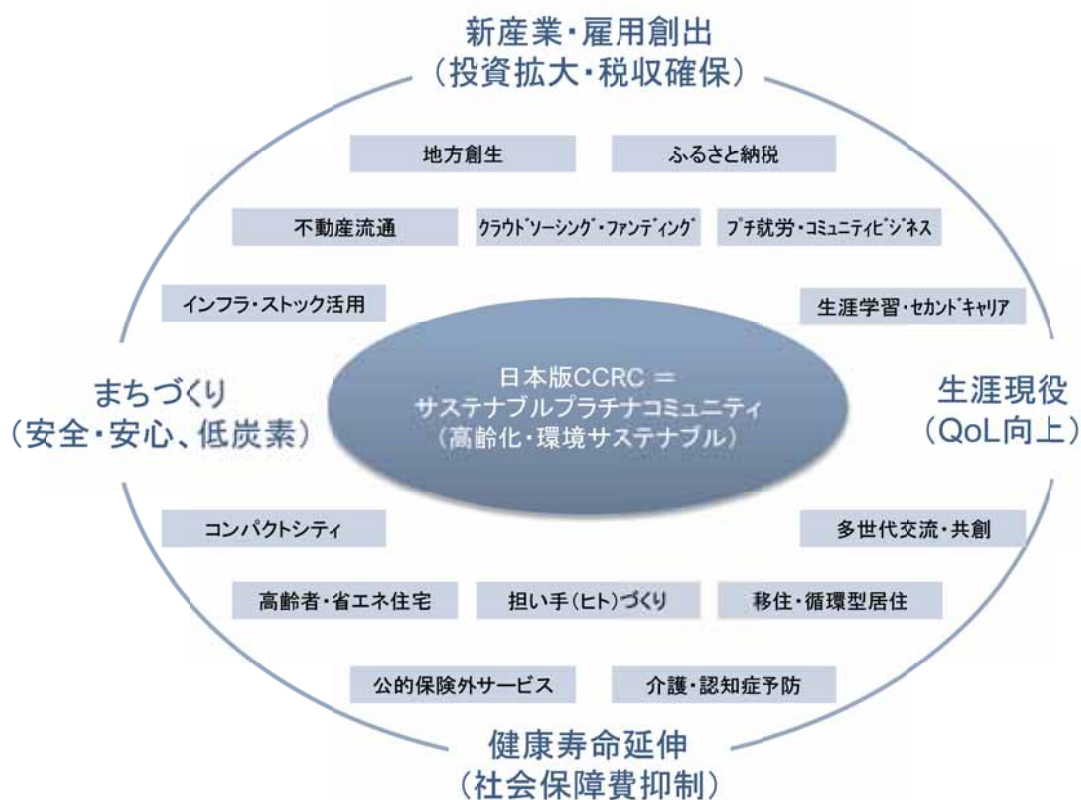 新産業・雇用創出
(投資拡大・税収確保)
地方創生
ふるさと納税
不動産流通
クラウドソーシング・ファンディング
プチ就労・コミュニティビジネス
インフラ・ストック活用
生涯学習・セカンドキャリア
まちづくり
(安全・安心、低炭素)
日本版CCRC =
サステナブルプラチナコミュニティ
(高齢化・環境サステナブル)
生涯現役
(QoL向上)
コンパクトシティ
多世代交流・共創
高齢者・省エネ住宅
担い手(ヒト)づくり
移住・循環型居住
公的保険外サービス
介護・認知症予防
健康寿命延伸
(社会保障費抑制)